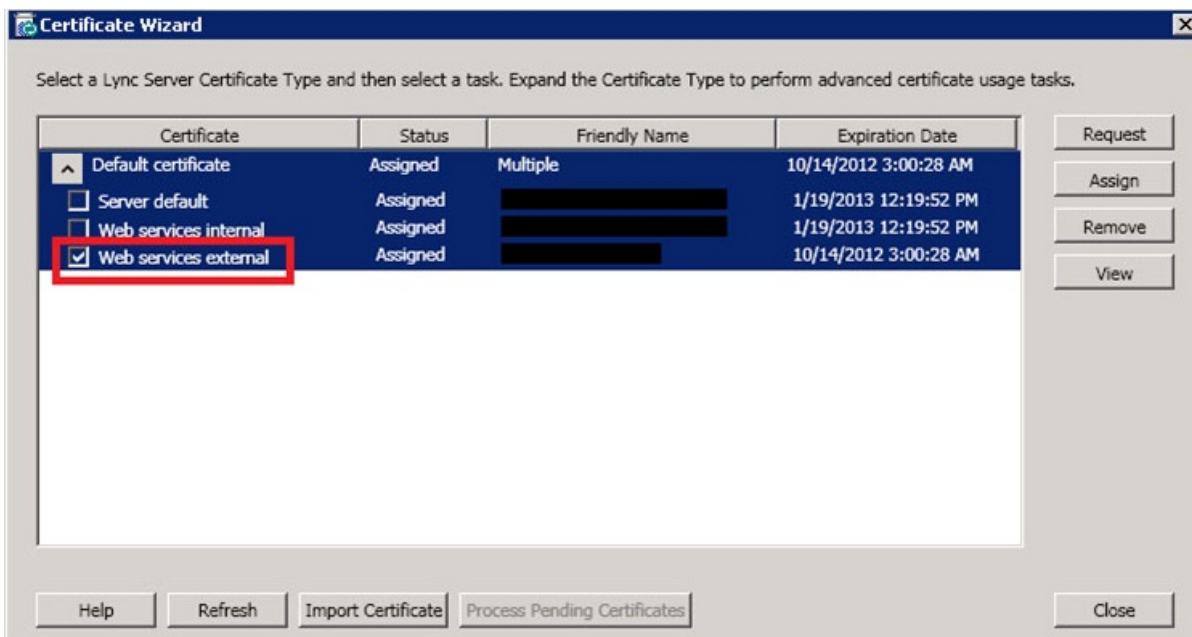 Certificate Wizard
Select a Lync Server Certificate Type and then select a task. Expand the Certificate Type to perform advanced certificate usage tasks.
Certificate Status Friendly Name Expiration Date
Default certificate Assigned Multiple 10/14/2012 3:00:28 AM
Server default Assigned 1/19/2013 12:19:52 PM
Web services internal Assigned 1/19/2013 12:19:52 PM
Web services external Assigned 10/14/2012 3:00:28 AM
Request
Assign
Remove
View
Help Refresh Import Certificate Process Pending Certificates Close